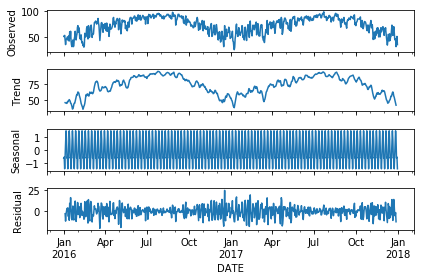 Observed
100
50
Trend
75
50
Seasonal
1
0
−1
Residual
25
0
Jan Apr Jul Oct Jan Apr Jul Oct Jan
2016 2017 2018
DATE